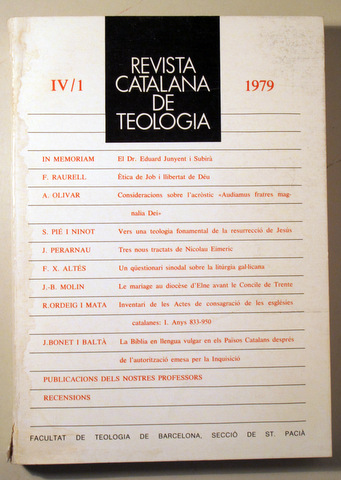 REVISTA
CATALANA
DE
TEOLOGIA
IV/1
1979
IN MEMORIAM El Dr. Eduard Junyent i Subirà
F. RAURELL Ètica de Job i llibertat de Déu
A. OLIVAR Consideracions sobre l'acròstic «Audiamus fratres mag-
nalia Dei»
S. PIÉ I NINOT Vers una teologia fonamental de la resurrecció de Jesús
J. PERARNAU Tres nous tractats de Nicolau Eimeric
F. X. ALTÉS Un qüestionari sinodal sobre la litúrgia gal·licana
J.-B. MOLIN Le mariage au diocèse d'Elne avant le Concile de Trente
R.ORDEIG I MATA Inventari de les Actes de consagració de les esglésies
catalanes: I. Anys 833-950
J.BONET I BALTÀ La Bíblia en llengua vulgar en els Països Catalans després
de l'autorització emesa per la Inquisició
PUBLICACIONS DELS NOSTRES PROFESSORS
RECENSIONS
FACULTAT DE TEOLOGIA DE BARCELONA, SECCIÓ DE ST. PACIÀ